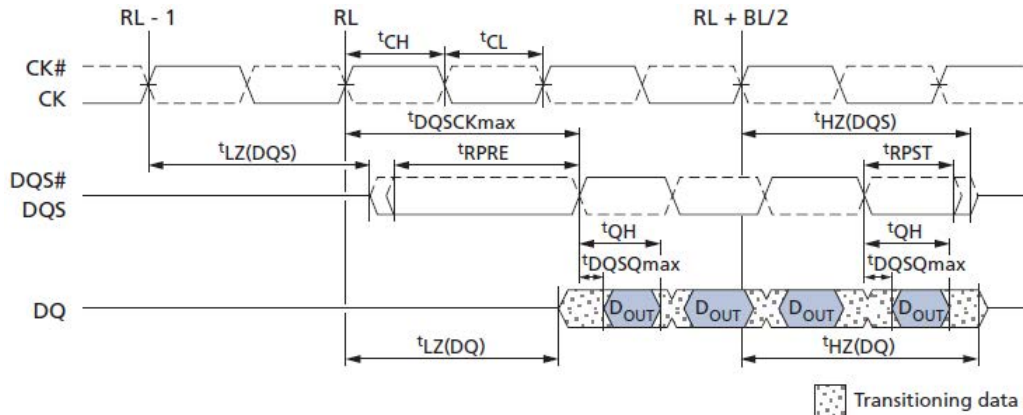 RL - 1 RL RL + BL/2
tCH tCL
CK#
CK
tDQSCKmax tHZ(DQS)
tLZ(DQS) tRPRE tRPST
DQS#
DQS
tQH tQH
tDQSQmax tDQSQmax
DQ DOUT DOUT DOUT DOUT
tLZ(DQ) tHZ(DQ)
Transitioning data